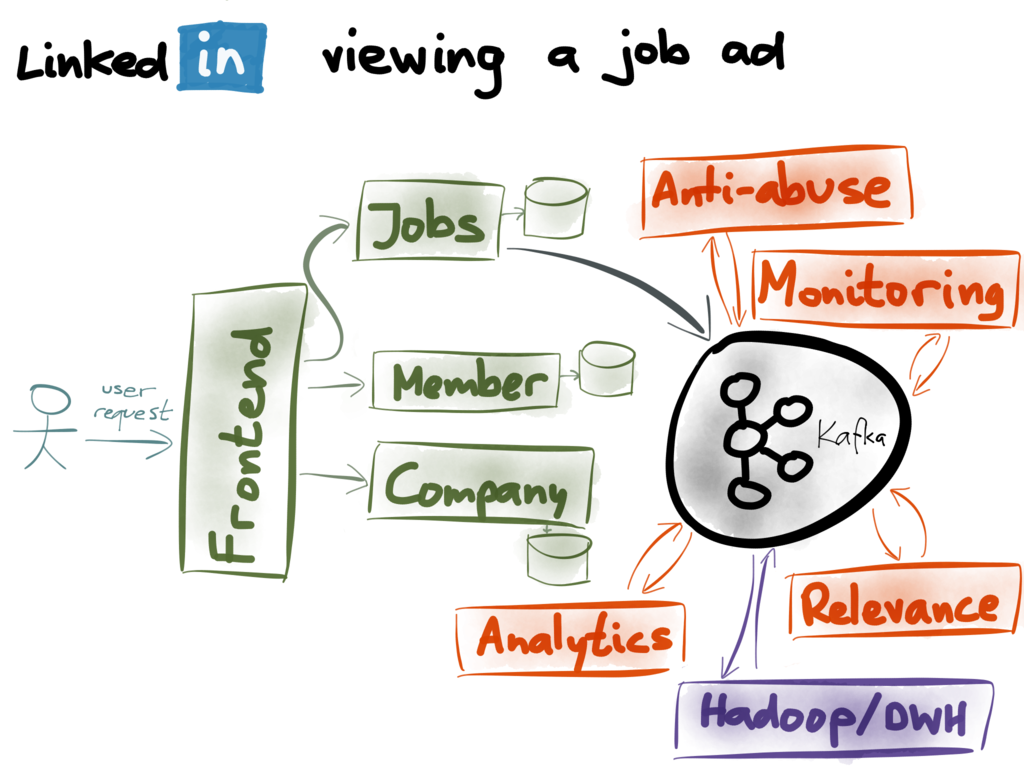 Linked in viewing a job ad
Anti-abuse
Jobs
Monitoring
Frontend
Member
user
request
Kafka
Company
Analytics
Relevance
Hadoop/DWH